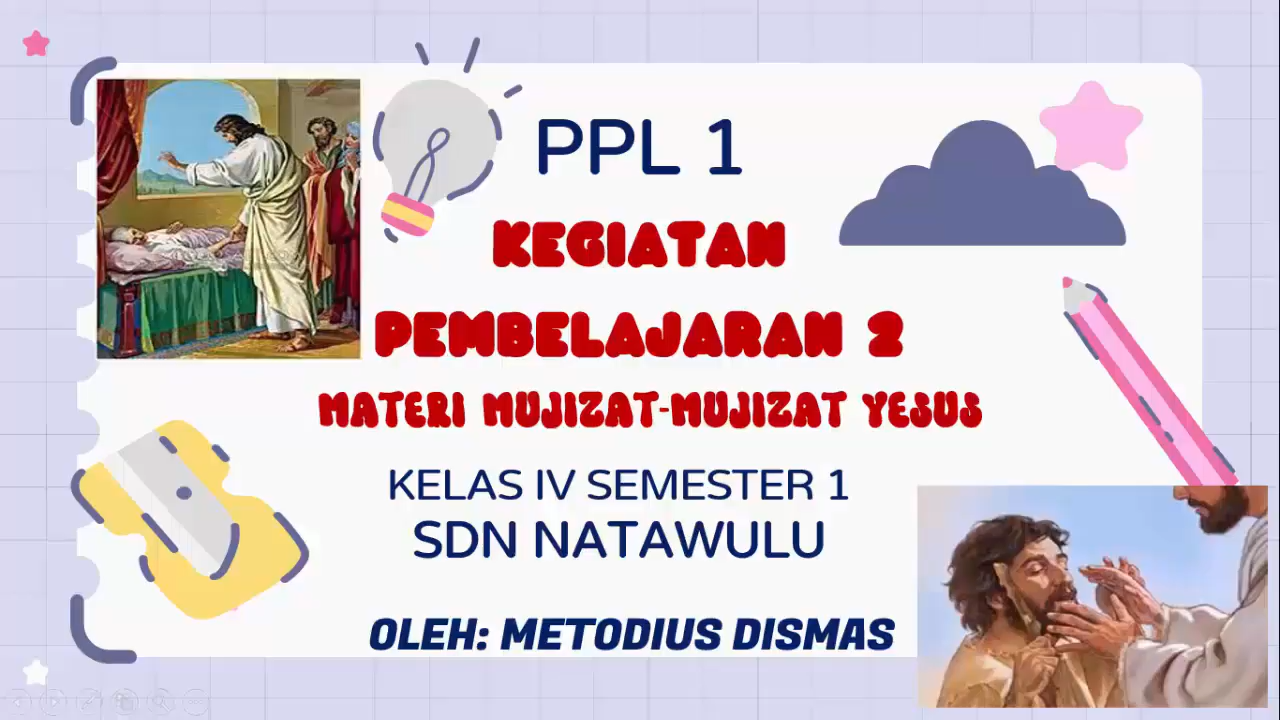 PPL 1
KEGIATAN
PEMBELAJARAN 2
MATERI MUJIZAT-MUJIZAT YESUS
KELAS IV SEMESTER 1
SDN NATAWULU
OLEH: METODIUS DISMAS